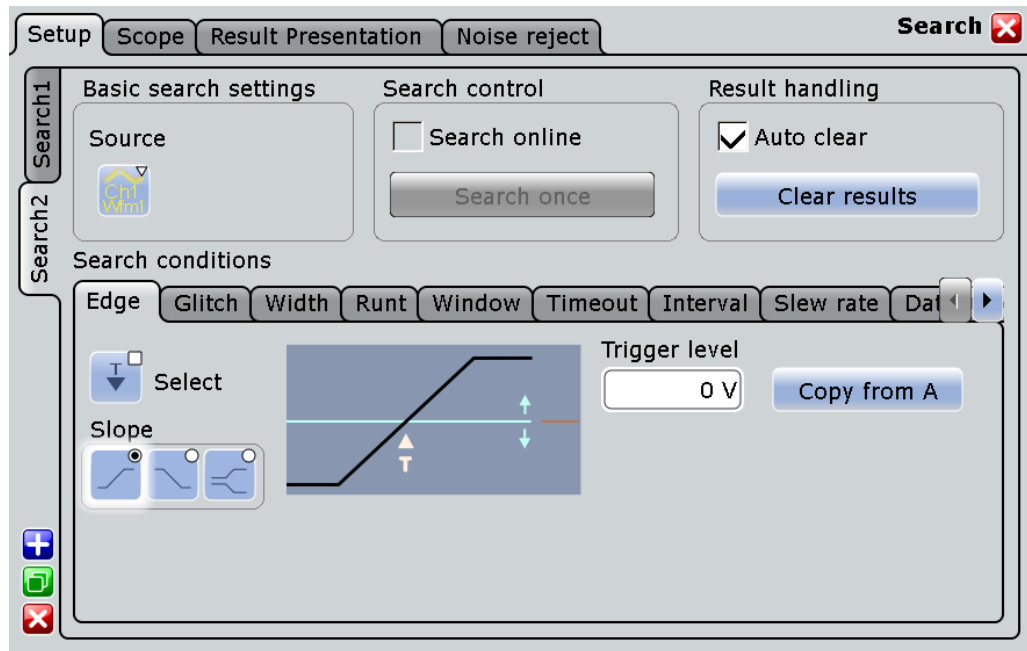 Setup Scope Result Presentation Noise reject Search
Search1
Search2
Basic search settings Search control Result handling
Source Search online Auto clear
Ch1
Wfm1
Search once Clear results
Search conditions
Edge Glitch Width Runt Window Timeout Interval Slew rate
T
Select
Slope
T
Trigger level
0 V
Copy from A